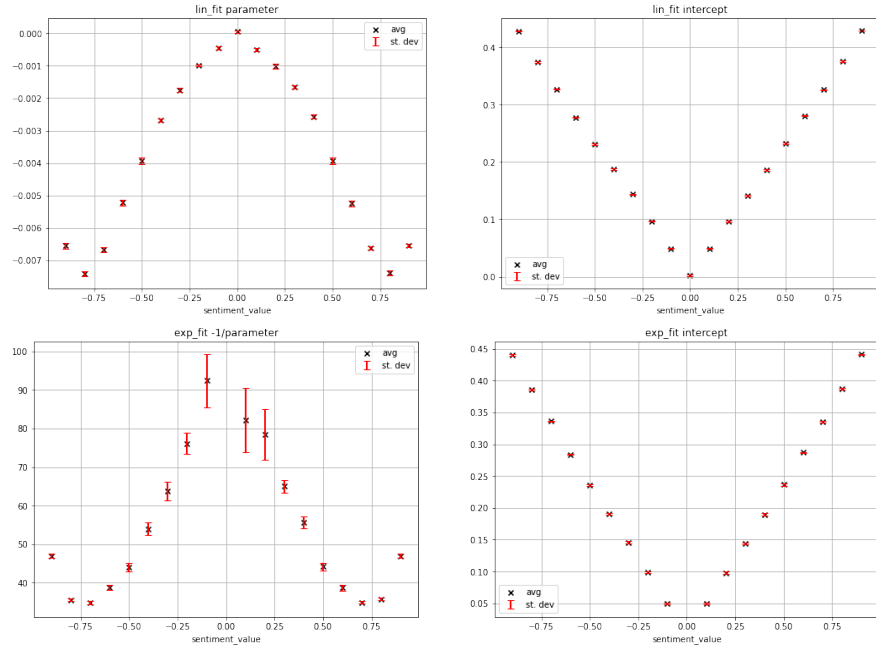 lin_fit parameter
avg
st. dev
0.000
−0.001
−0.002
−0.003
−0.004
−0.005
−0.006
−0.007
−0.75 −0.50 −0.25 0.00 0.25 0.50 0.75
sentiment_value
lin_fit intercept
0.4
0.3
0.2
0.1
0.0
avg
st. dev
−0.75 −0.50 −0.25 0.00 0.25 0.50 0.75
sentiment_value
exp_fit -1/parameter
avg
st. dev
100
90
80
70
60
50
40
−0.75 −0.50 −0.25 0.00 0.25 0.50 0.75
sentiment_value
exp_fit intercept
0.45
0.40
0.35
0.30
0.25
0.20
0.15
0.10
0.05
avg
st. dev
−0.75 −0.50 −0.25 0.00 0.25 0.50 0.75
sentiment_value